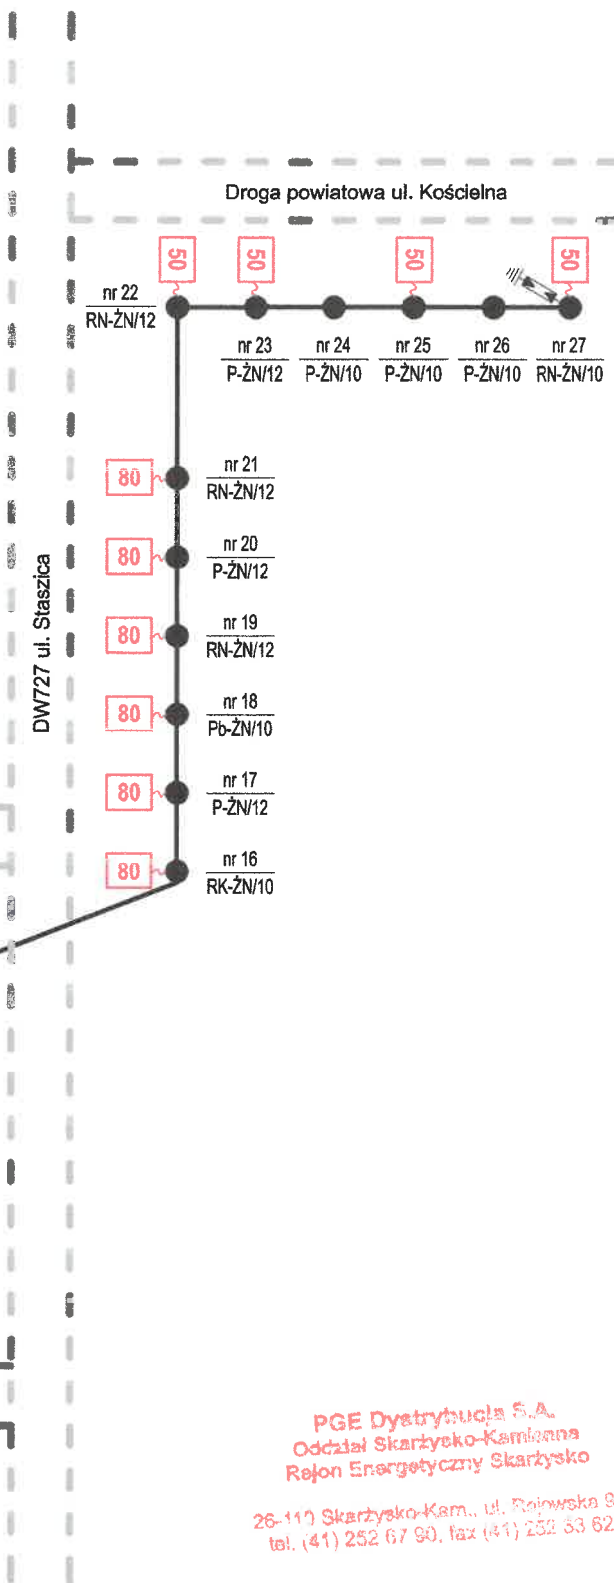 Droga powiatowa ul. Kościelna
50
50
50
50
nr 22
RN-ŻN/12
nr 23
P-ŻN/12
nr 24
P-ŻN/10
nr 25
P-ŻN/10
nr 26
P-ŻN/10
nr 27
RN-ŻN/10
80
nr 21
RN-ŻN/12
80
nr 20
P-ŻN/12
80
nr 19
RN-ŻN/12
80
nr 18
Pb-ŻN/10
80
nr 17
P-ŻN/12
80
nr 16
RK-ŻN/10
DW727 ul. Staszica
PGE Dystrybucja S.A.
Oddział Skarżysko-Kamienna
Rejon Energetyczny Skarżysko
26-110 Skarżysko-Kam., ul. Rejowska 9
tel. (41) 252 67 90, fax (41) 252 33 62